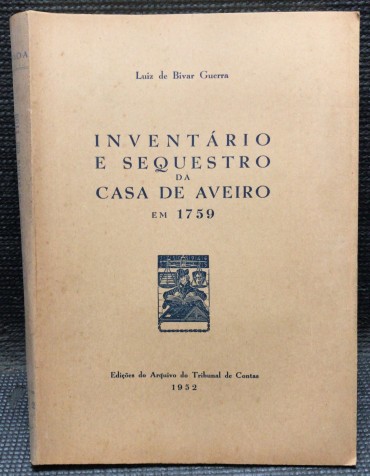 Luiz de Bivar Guerra
INVENTÁRIO
E SEQUESTRO
DA
CASA DE AVEIRO
EM 1759
Edições do Arquivo do Tribunal de Contas
1952